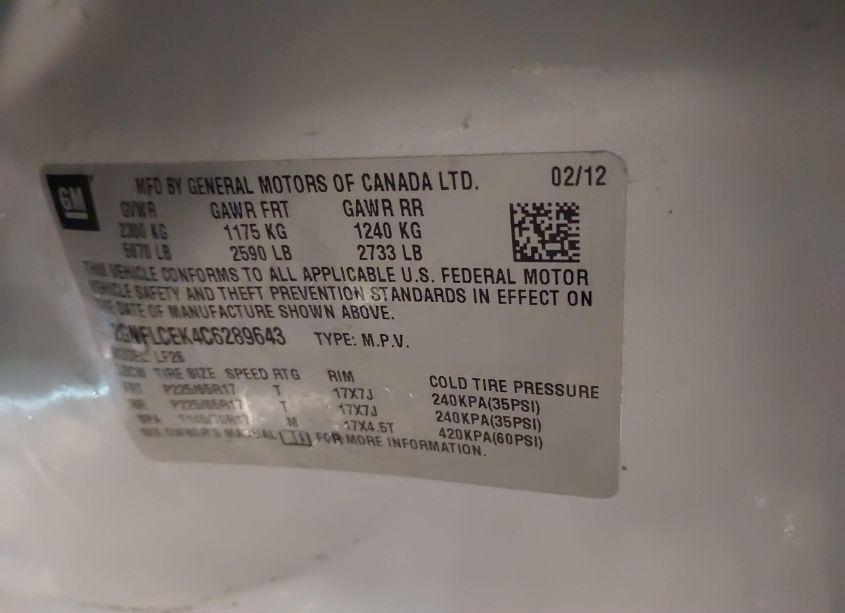 GM
MFD BY GENERAL MOTORS OF CANADA LTD. 02/12
GVWR GAWR FRT GAWR RR
2300 KG 1175 KG 1240 KG
5070 LB 2590 LB 2733 LB
THIS VEHICLE CONFORMS TO ALL APPLICABLE U.S. FEDERAL MOTOR
VEHICLE SAFETY AND THEFT PREVENTION STANDARDS IN EFFECT ON
THE DATE OF MANUFACTURE SHOWN ABOVE.
2GNFLCEK4C6289643 TYPE: M.P.V.
MODEL: LF26
TIRE SIZE SPEED RTG RIM COLD TIRE PRESSURE
FRT P225/65R17 T 17X7J 240KPA(35PSI)
RR P225/65R17 T 17X7J 240KPA(35PSI)
SPA T145/70R17 M 17X4.5T 420KPA(60PSI)
SEE OWNER'S MANUAL FOR MORE INFORMATION.